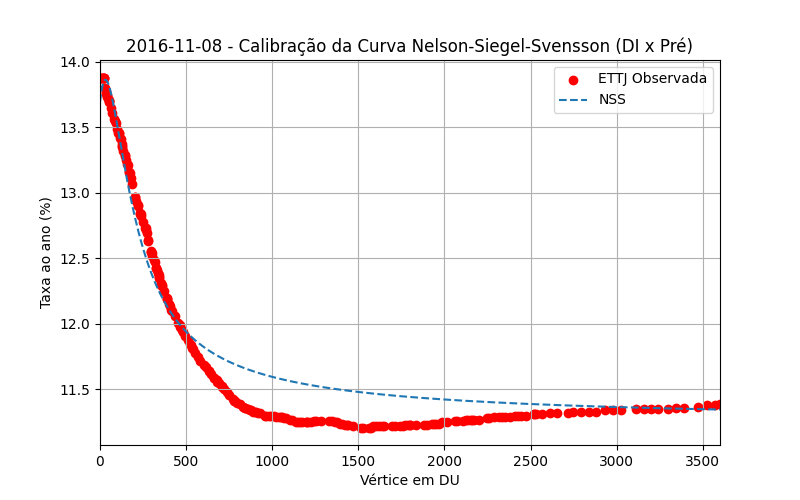 2016-11-08 - Calibração da Curva Nelson-Siegel-Svensson (DI x Pré)
ETTJ Observada
NSS
Taxa ao ano (%)
14.0
13.5
13.0
12.5
12.0
11.5
0 500 1000 1500 2000 2500 3000 3500
Vértice em DU